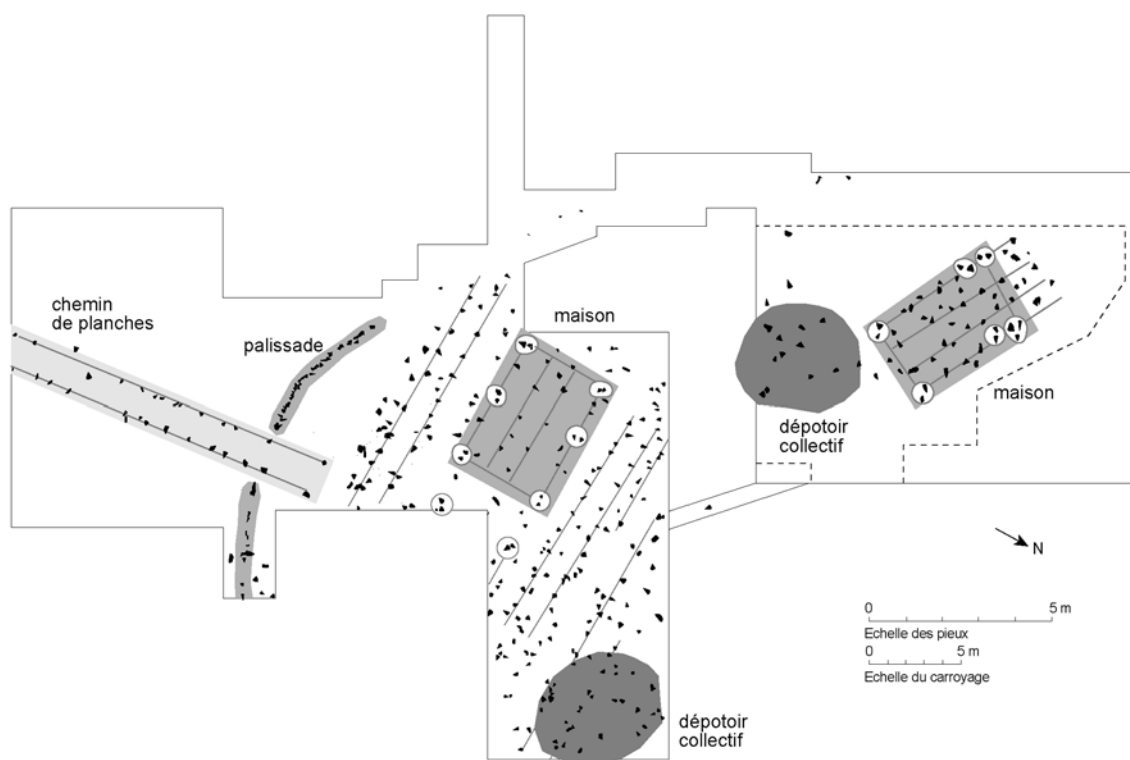 chemin
de planches
palissade
maison
dépotoir
collectif
maison
dépotoir
collectif
N
0 5 m
Echelle des pieux
0 5 m
Echelle du carroyage